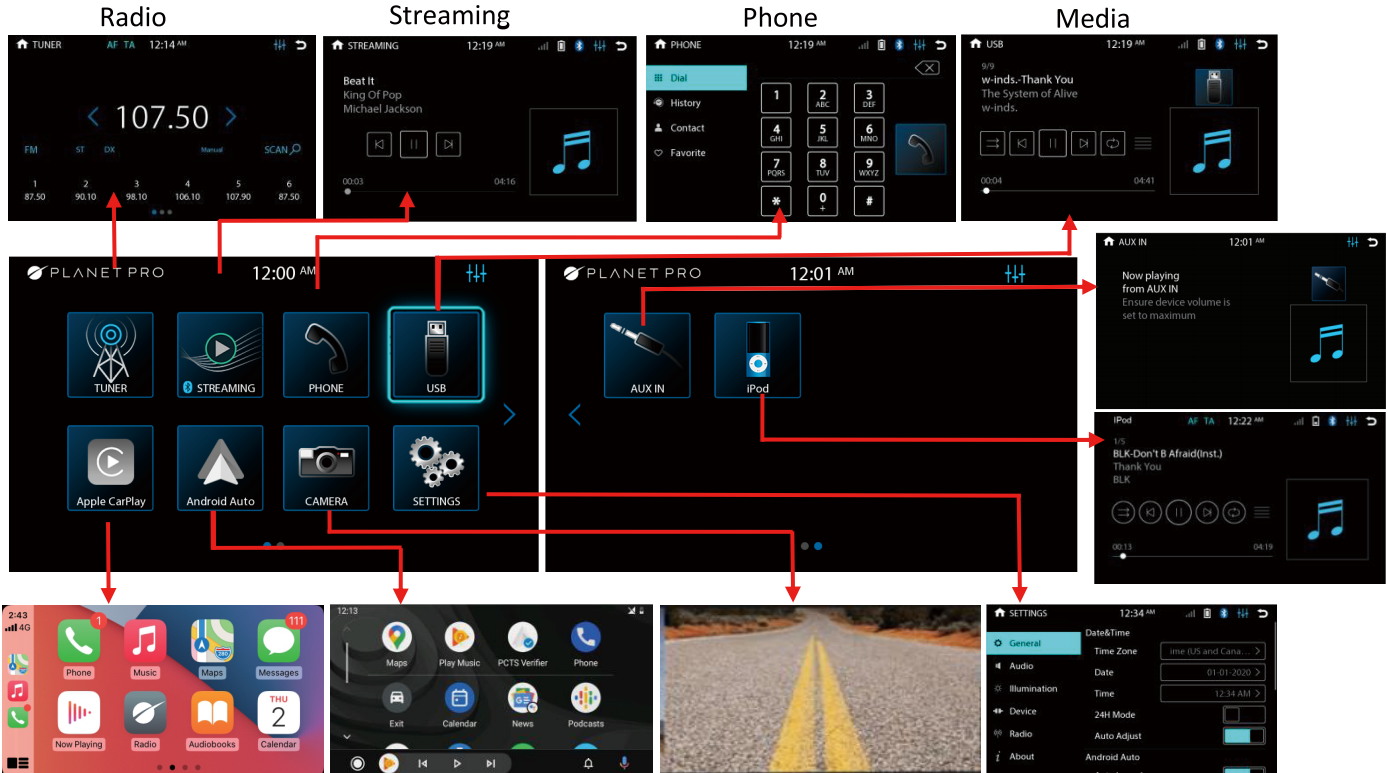 Radio
Streaming
Phone
Media
TUNER AF TA 12:14 AM
107.50
FM ST DX Manual SCAN
1 2 3 4 5 6
87.50 90.10 98.10 106.10 107.90 87.50
STREAMING 12:19 AM
Beat It
King Of Pop
Michael Jackson
00:03 04:16
PHONE 12:19 AM
Dial
History
Contact
Favorite
1 2 ABC 3 DEF
4 GHI 5 JKL 6 MNO
7 PQRS 8 TUV 9 WXYZ
* 0 + #
USB 12:19 AM
9/9
w-inds.-Thank You
The System of Alive
w-inds.
00:04 04:41
PLANET PRO 12:00 AM
TUNER STREAMING PHONE USB
Apple CarPlay Android Auto CAMERA SETTINGS
PLANET PRO 12:01 AM
AUX IN iPod
AUX IN 12:01 AM
Now playing
from AUX IN
Ensure device volume is
set to maximum
iPod AF TA 12:22 AM
1/5
BLK-Don't B Afraid(Inst.)
Thank You
BLK
00:13 04:19
2:43
4G
1
111
280
Phone Music Maps Messages
THU
2
Now Playing Radio Audiobooks Calendar
12:13
Maps Play Music PCTS Verifier Phone
Exit Calendar News Podcasts
SETTINGS 12:34 AM
General
Audio
Illumination
Device
Radio
About
Date&Time
Time Zone ime (US and Cana...
Date 01-01-2020
Time 12:34 AM
24H Mode
Auto Adjust
Android Auto